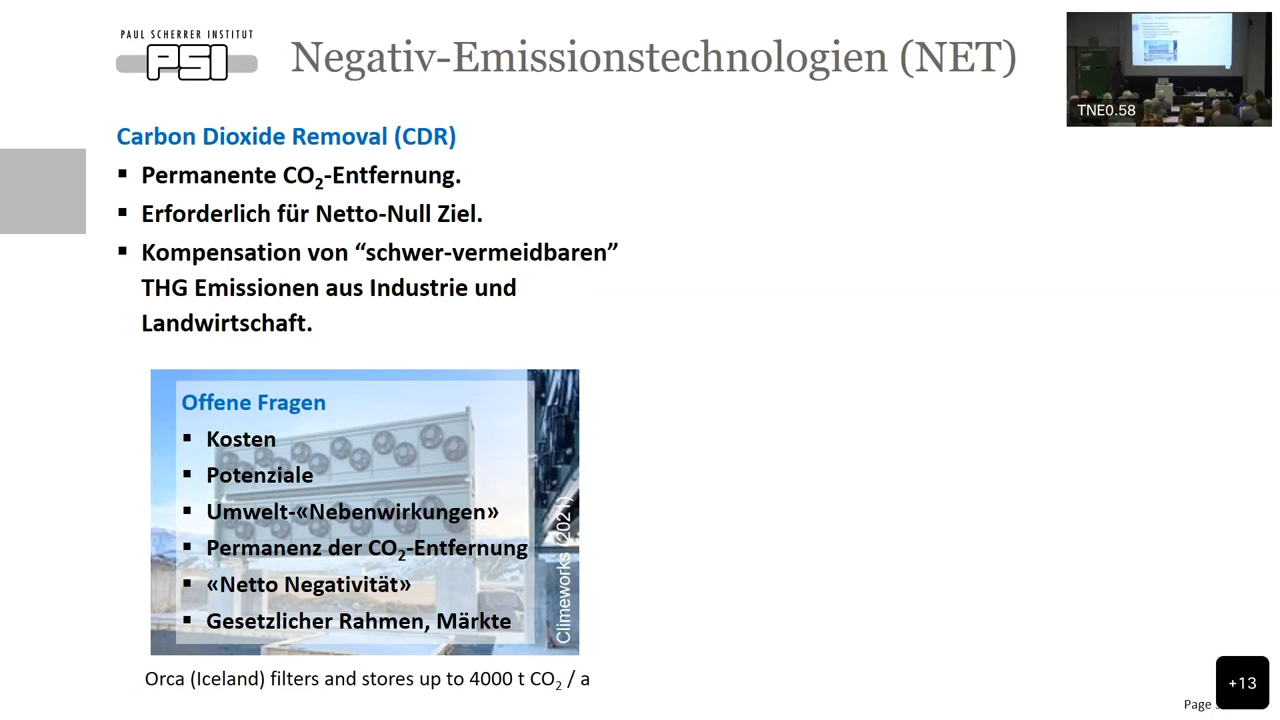 PAUL SCHERRER INSTITUT
PSI
Negativ-Emissionstechnologien (NET)
TNE0.58
Carbon Dioxide Removal (CDR)
▪ Permanente CO₂-Entfernung.
▪ Erforderlich für Netto-Null Ziel.
▪ Kompensation von “schwer-vermeidbaren”
THG Emissionen aus Industrie und
Landwirtschaft.
Offene Fragen
▪ Kosten
▪ Potenziale
▪ Umwelt-«Nebenwirkungen»
▪ Permanenz der CO₂-Entfernung
▪ «Netto Negativität»
▪ Gesetzlicher Rahmen, Märkte
Climeworks (2021)
Orca (Iceland) filters and stores up to 4000 t CO₂ / a
+13
Page